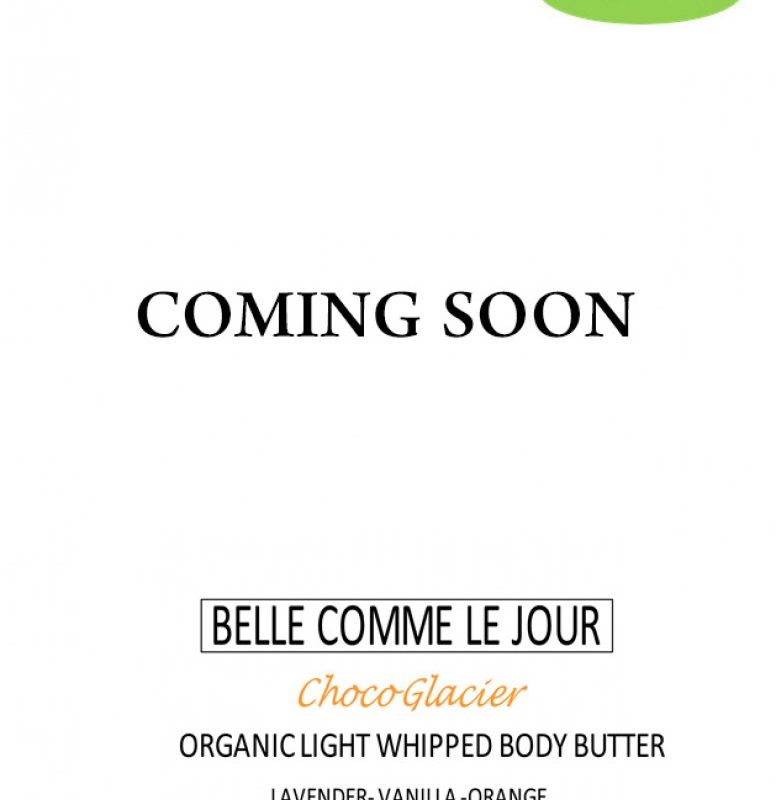 COMING SOON
BELLE COMME LE JOUR
ChocoGlacier
ORGANIC LIGHT WHIPPED BODY BUTTER
LAVENDER- VANILLA -ORANGE